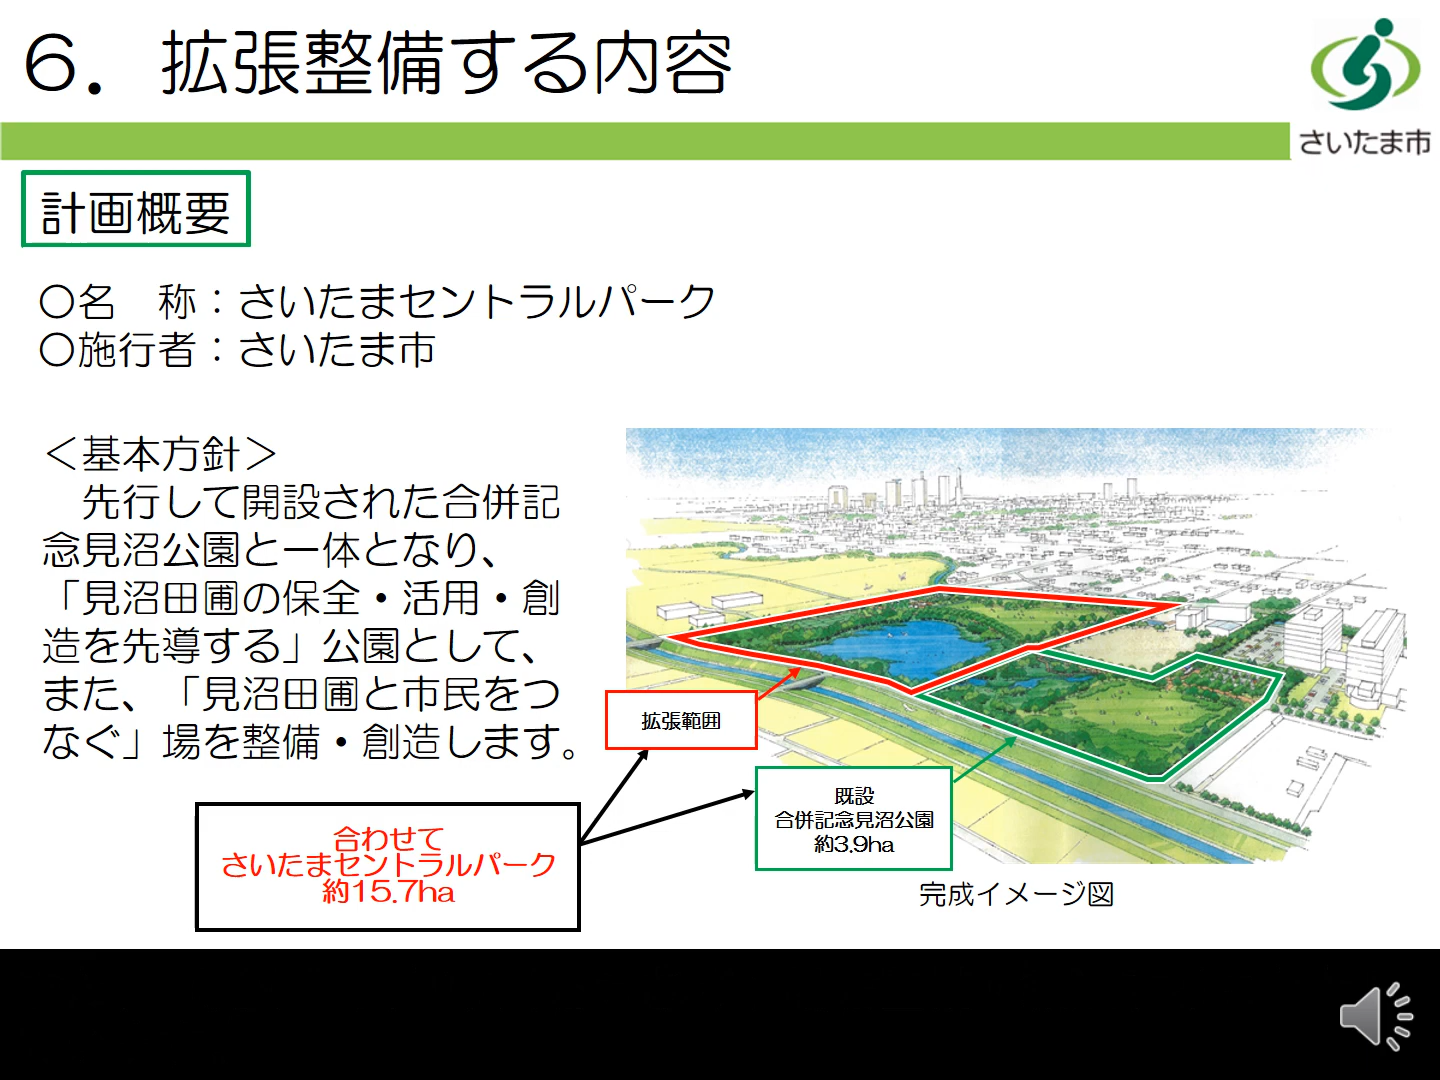 ６．拡張整備する内容
さいたま市
計画概要
〇名　称：さいたまセントラルパーク
〇施行者：さいたま市
＜基本方針＞
　先行して開設された合併記
念見沼公園と一体となり、
「見沼田圃の保全・活用・創
造を先導する」公園として、
また、「見沼田圃と市民をつ
なぐ」場を整備・創造します。
拡張範囲
既設
合併記念見沼公園
約3.9ha
合わせて
さいたまセントラルパーク
約15.7ha
完成イメージ図